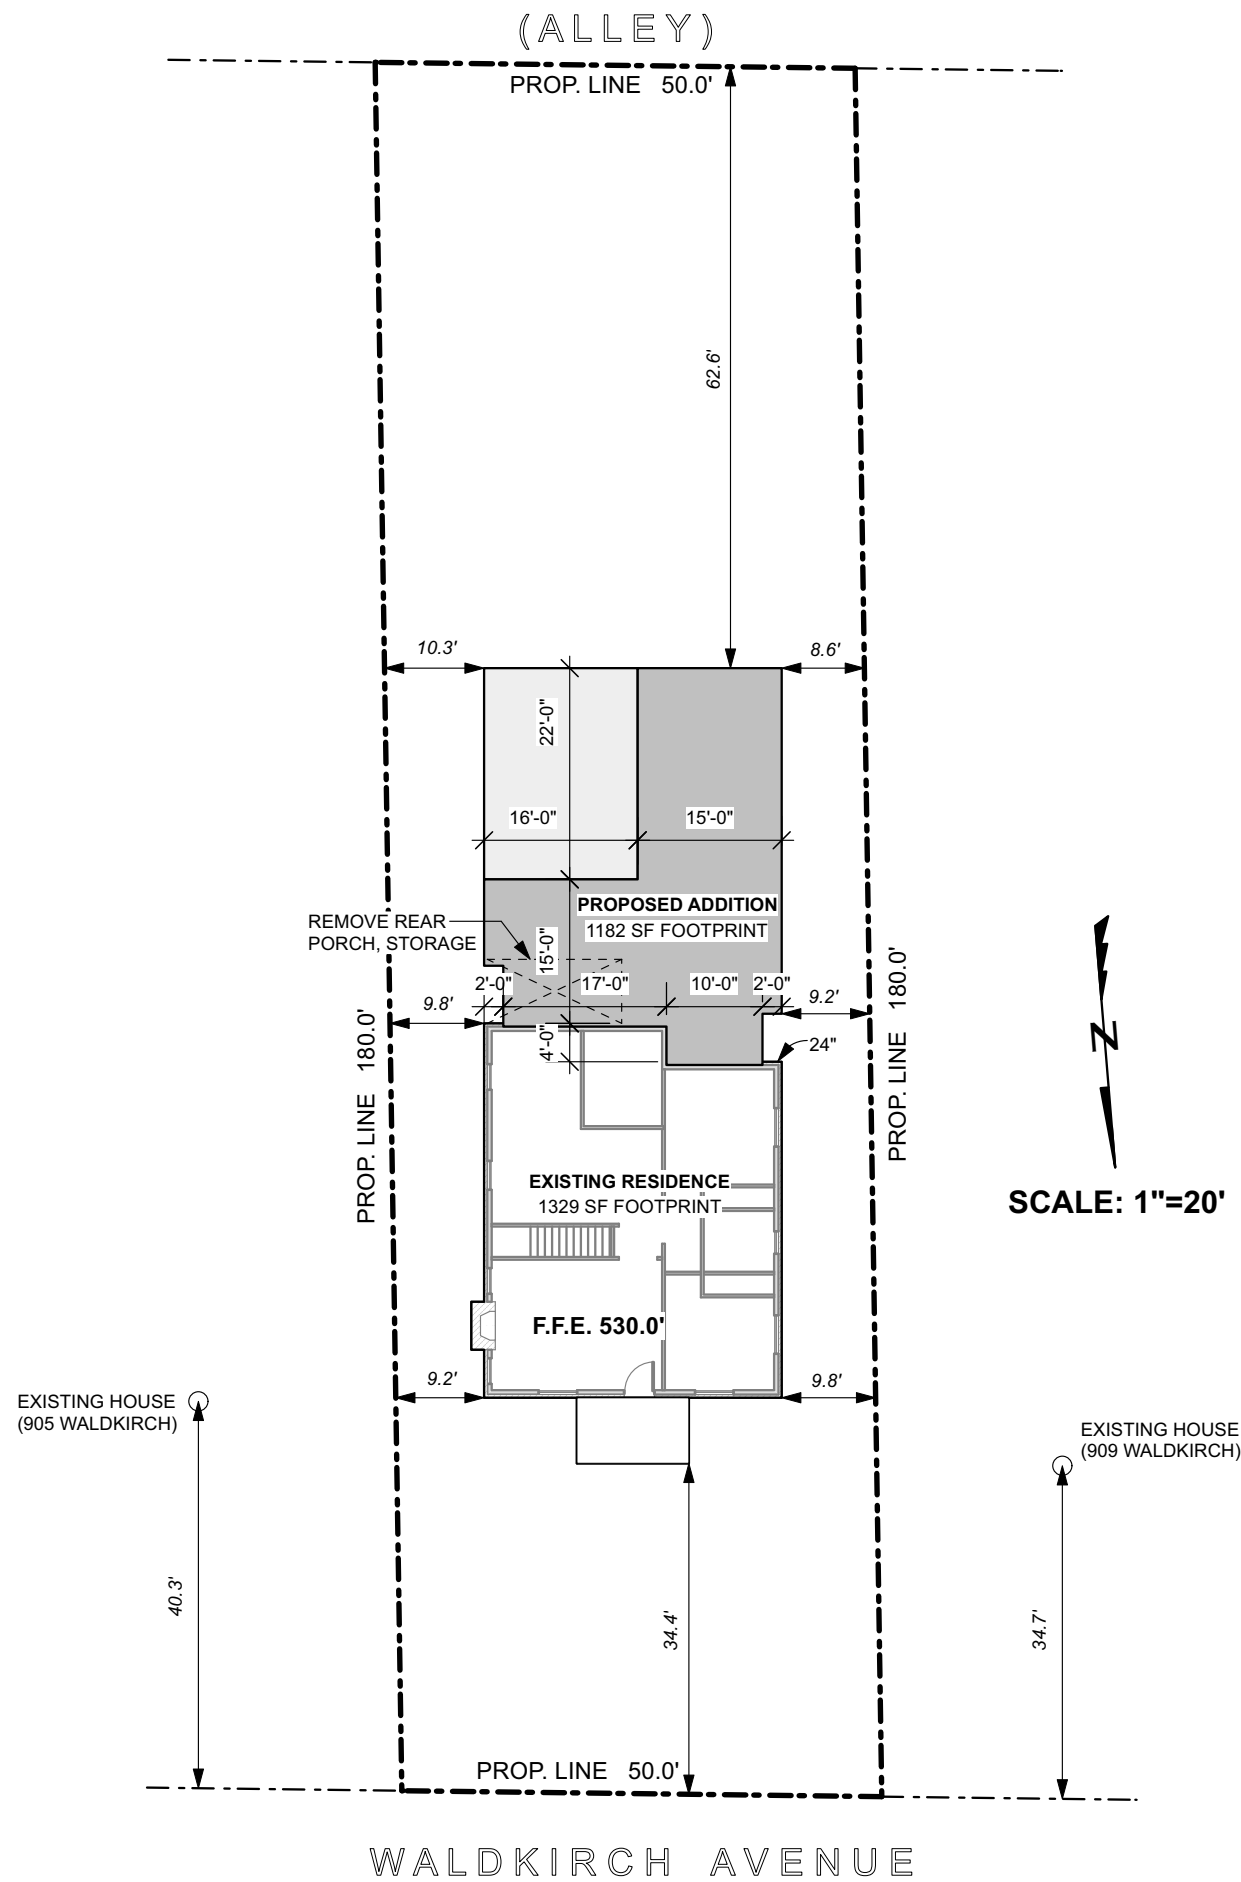 (ALLEY)
PROP. LINE 50.0'
62.6'
10.3'
8.6'
22'-0"
16'-0"
15'-0"
PROPOSED ADDITION
1182 SF FOOTPRINT
REMOVE REAR
PORCH, STORAGE
15'-0"
2'-0"
17'-0"
10'-0"
2'-0"
9.8'
9.2'
4'-0"
24"
PROP. LINE 180.0'
PROP. LINE 180.0'
N
SCALE: 1"=20'
EXISTING RESIDENCE
1329 SF FOOTPRINT
F.F.E. 530.0'
9.2'
9.8'
EXISTING HOUSE
(905 WALDKIRCH)
EXISTING HOUSE
(909 WALDKIRCH)
40.3'
34.4'
34.7'
PROP. LINE 50.0'
WALDKIRCH AVENUE